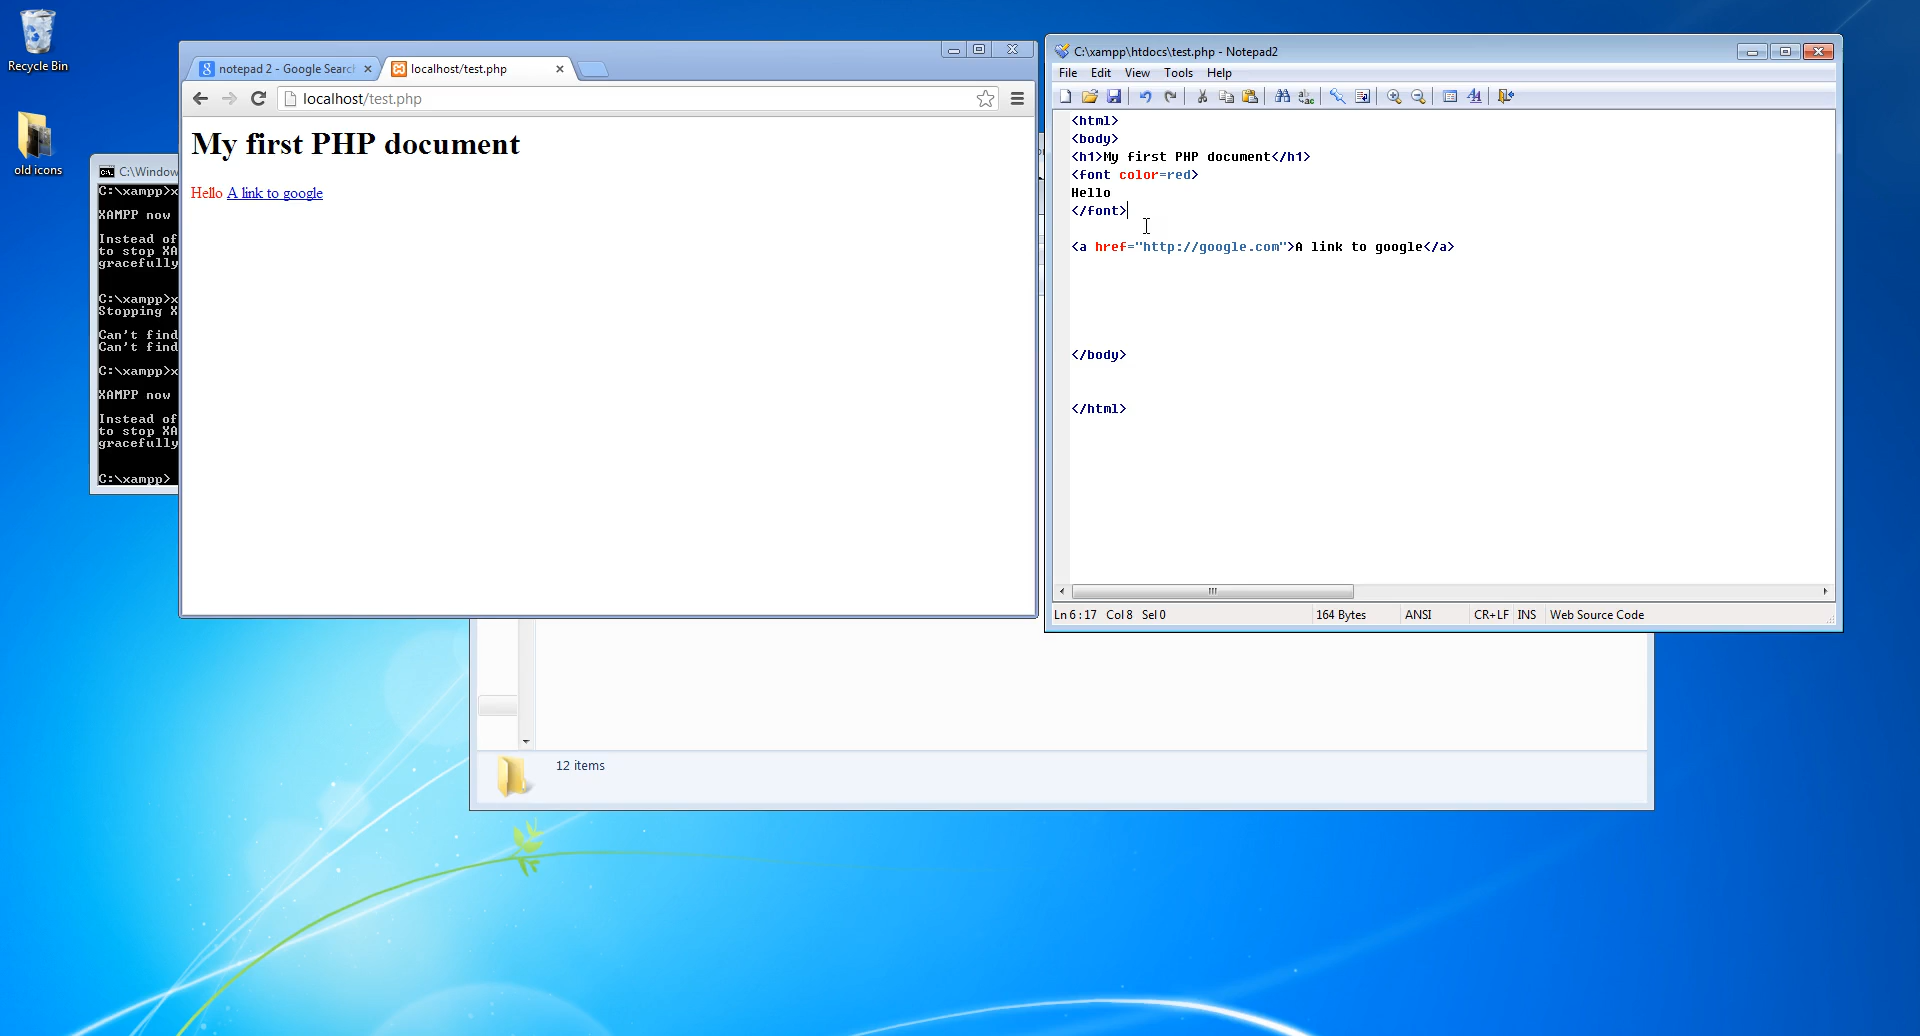 Recycle Bin
old icons
C:\Window
C:\xampp>x
XAMPP now
Instead of
to stop XA
gracefully
C:\xampp>x
Stopping X
Can't find
Can't find
C:\xampp>x
XAMPP now
Instead of
to stop XA
gracefully
C:\xampp>
notepad 2 - Google Search
localhost/test.php
localhost/test.php
My first PHP document
Hello A link to google
C:\xampp\htdocs\test.php - Notepad2
File Edit View Tools Help
<html>
<body>
<h1>My first PHP document</h1>
<font color=red>
Hello
</font>
<a href="http://google.com">A link to google</a>
</body>
</html>
Ln 6 : 17 Col 8 Sel 0 164 Bytes ANSI CR+LF INS Web Source Code
12 items